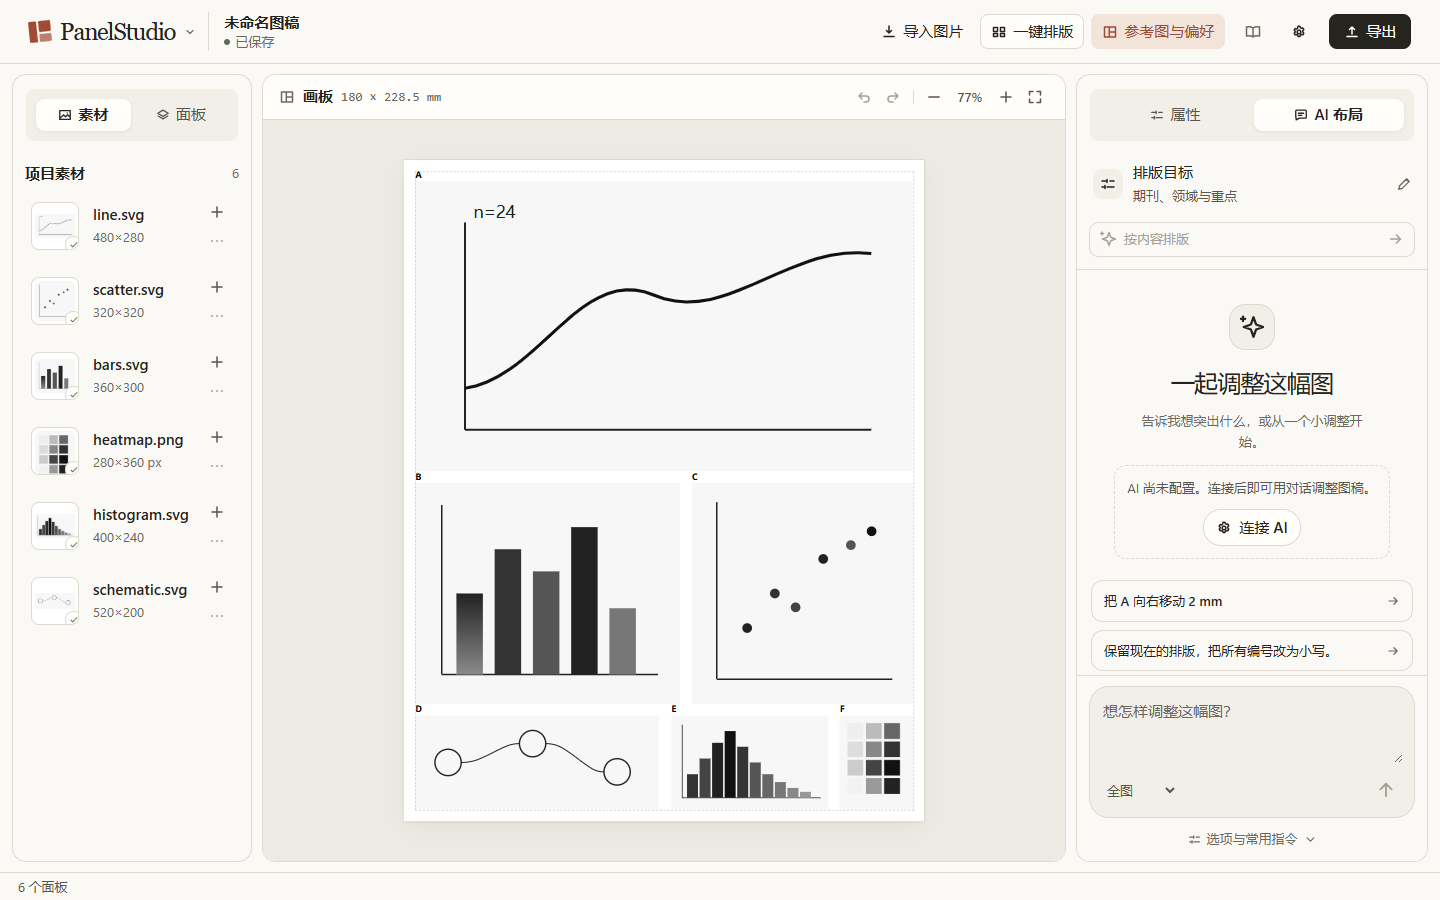 PanelStudio
未命名图稿
已保存
导入图片
一键排版
参考图与偏好
导出
素材
面板
项目素材
6
line.svg
480×280
scatter.svg
320×320
bars.svg
360×300
heatmap.png
280×360 px
histogram.svg
400×240
schematic.svg
520×200
画板
180 × 228.5 mm
77%
A
n=24
B
C
D
E
F
属性
AI 布局
排版目标
期刊、领域与重点
按内容排版
一起调整这幅图
告诉我想突出什么，或从一个小调整开
始。
AI 尚未配置。连接后即可用对话调整图稿。
连接 AI
把 A 向右移动 2 mm
保留现在的排版，把所有编号改为小写。
想怎样调整这幅图？
全图
选项与常用指令
6 个面板